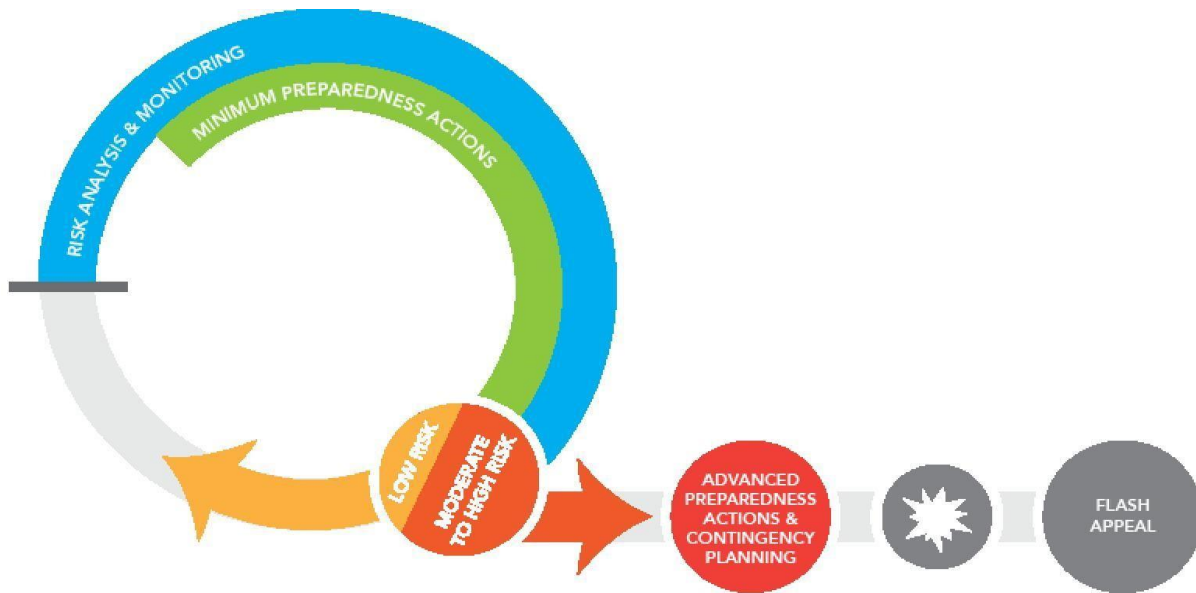 RISK ANALYSIS & MONITORING
MINIMUM PREPAREDNESS ACTIONS
LOW RISK
MODERATE
TO HIGH RISK
ADVANCED
PREPAREDNESS
ACTIONS &
CONTINGENCY
PLANNING
FLASH
APPEAL